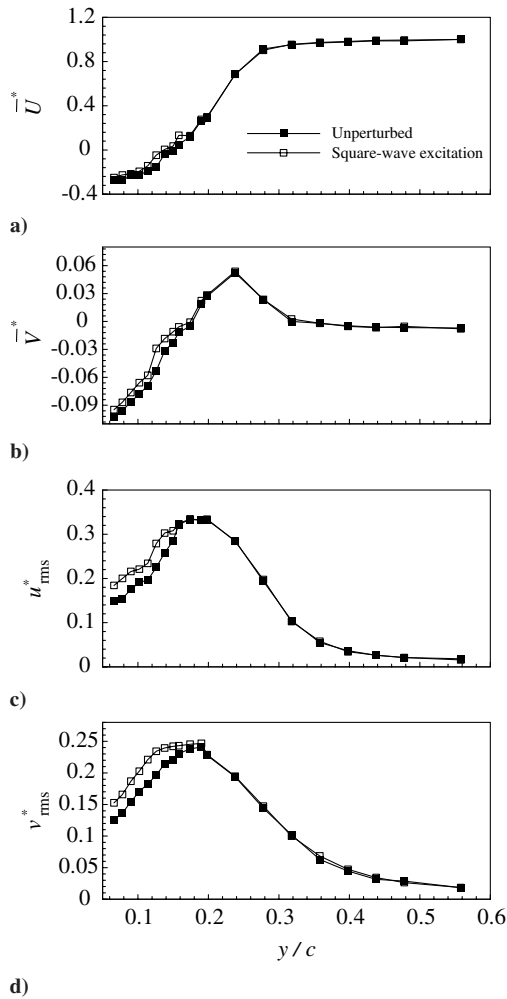 1.2
0.8
0.4
0
-0.4
U̅*
Unperturbed
Square-wave excitation
a)
0.06
0.03
0
-0.03
-0.06
-0.09
V̅*
b)
0.4
0.3
0.2
0.1
0
u*rms
c)
0.25
0.2
0.15
0.1
0.05
0
v*rms
0.1 0.2 0.3 0.4 0.5 0.6
y / c
d)